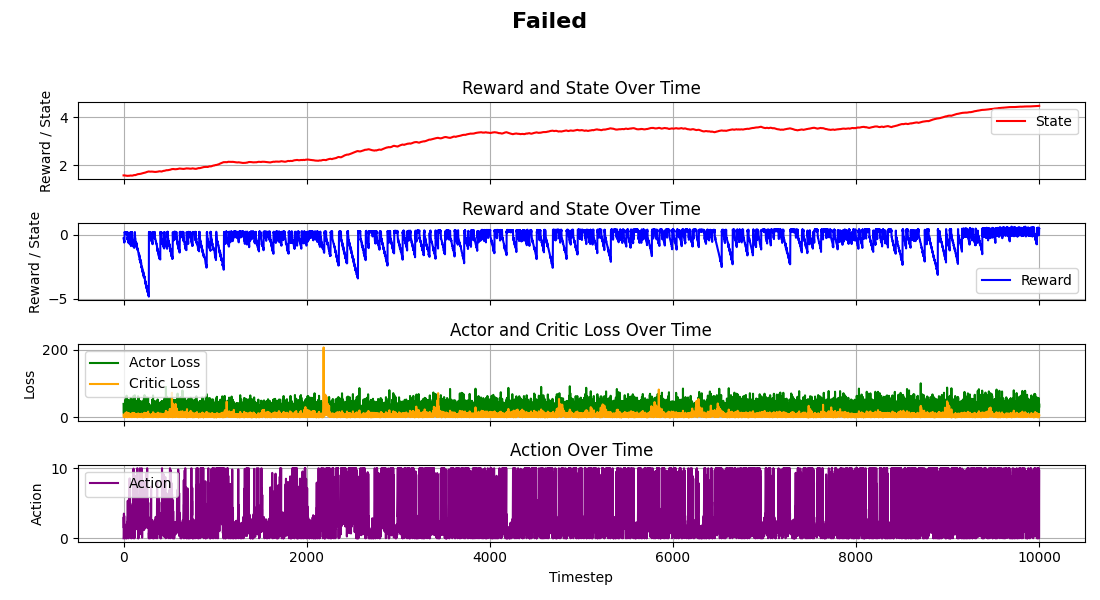 Failed
Reward and State Over Time
Reward / State
4
2
State
Reward and State Over Time
Reward / State
0
−5
Reward
Actor and Critic Loss Over Time
Loss
200
0
Actor Loss
Critic Loss
Action Over Time
Action
10
0
Action
0 2000 4000 6000 8000 10000
Timestep